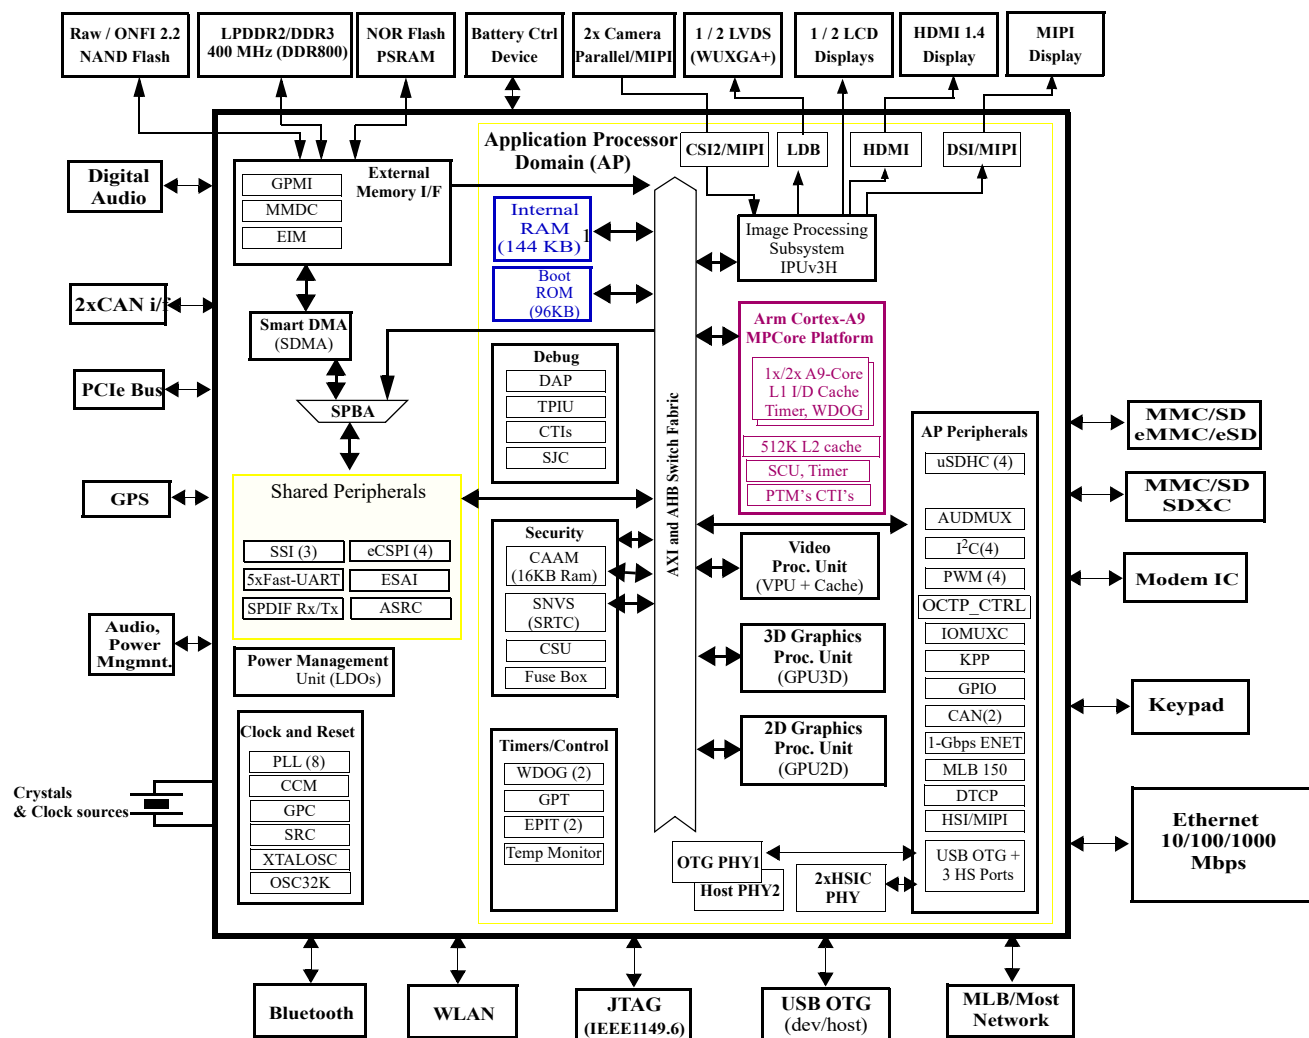 Raw / ONFI 2.2
NAND Flash
LPDDR2/DDR3
400 MHz (DDR800)
NOR Flash
PSRAM
Battery Ctrl
Device
2x Camera
Parallel/MIPI
1 / 2 LVDS
(WUXGA+)
1 / 2 LCD
Displays
HDMI 1.4
Display
MIPI
Display
Application Processor
Domain (AP)
CSI2/MIPI
LDB
HDMI
DSI/MIPI
External
Memory I/F
GPMI
MMDC
EIM
Internal
RAM
(144 KB)
1
Boot
ROM
(96KB)
Image Processing
Subsystem
IPUv3H
Digital
Audio
2xCAN i/f
PCIe Bus
GPS
Audio,
Power
Mngmnt.
Crystals
& Clock sources
Smart DMA
(SDMA)
SPBA
Shared Peripherals
SSI (3)
eCSPI (4)
5xFast-UART
ESAI
SPDIF Rx/Tx
ASRC
Power Management
Unit (LDOs)
Clock and Reset
PLL (8)
CCM
GPC
SRC
XTALOSC
OSC32K
Debug
DAP
TPIU
CTIs
SJC
Security
CAAM
(16KB Ram)
SNVS
(SRTC)
CSU
Fuse Box
Timers/Control
WDOG (2)
GPT
EPIT (2)
Temp Monitor
AXI and AHB Switch Fabric
Arm Cortex-A9
MPCore Platform
1x/2x A9-Core
L1 I/D Cache
Timer, WDOG
512K L2 cache
SCU, Timer
PTM's CTI's
Video
Proc. Unit
(VPU + Cache)
3D Graphics
Proc. Unit
(GPU3D)
2D Graphics
Proc. Unit
(GPU2D)
OTG PHY1
Host PHY2
2xHSIC
PHY
AP Peripherals
uSDHC (4)
AUDMUX
I2C(4)
PWM (4)
OCTP_CTRL
IOMUXC
KPP
GPIO
CAN(2)
1-Gbps ENET
MLB 150
DTCP
HSI/MIPI
USB OTG +
3 HS Ports
MMC/SD
eMMC/eSD
MMC/SD
SDXC
Modem IC
Keypad
Ethernet
10/100/1000
Mbps
Bluetooth
WLAN
JTAG
(IEEE1149.6)
USB OTG
(dev/host)
MLB/Most
Network